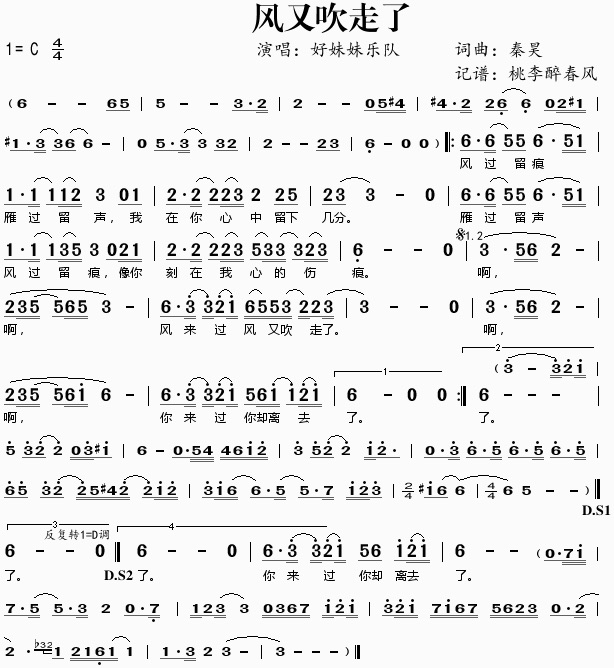 风又吹走了
1= C 4/4 演唱：好妹妹乐队 词曲：秦昊
记谱：桃李醉春风
( 6 - - 65 | 5 - - 3·2 | 2 - - 05#4 | #4·2 26 6 02#1 |
#1·3 36 6 - | 0 5·3 3 32 | 2 - - 23 | 6 - 0 0 ) ‖: 6·6 55 6·51 |
风 过 留 痕
1·1 112 3 01 | 2·2 223 2 25 | 23 3 - 0 | 6·6 55 6·51 |
雁 过 留 声，我 在 你 心 中 留下 几分。 雁 过 留 声
𝄋1.2
1·1 135 3 021 | 2·2 223 533 323 | 6 - - 0 | 3·56 2 - |
风 过 留 痕，像你 刻 在 我 心 的 伤 痕。 啊，
235 565 3 - | 6·3 321 6553 223 | 3 - - 0 | 3·56 2 - |
啊， 风 来 过 风 又吹 走了。 啊，
2
( 3 - 321 |
1
235 561 6 - | 6·3 321 561 121 | 6 - 0 0 :‖ 6 - - 0 |
啊， 你 来 过 你却离 去 了。 了。
5 32 2 03#1 | 6 - 0·54 4612 | 3 52 2 12· | 0·3 6·5 6·5 6·5 |
65 32 25#42 212 | 316 6·5 5·7 123 | 2/4 #16 6 | 4/4 6 5 - - ) |
D.S1
3 反复转1=D调 4
6 - - 0 ‖ 6 - - 0 | 6·3 321 56 121 | 6 - - (0·71 |
了。 D.S2 了。 你 来 过 你却 离去 了。
7·5 5·3 2 0·7 | 123 3 0367 121 | 321 7167 5623 0·2 |
2 · ♭32 1 2161 1 | 1·3 2 3 - | 3 - - - ) ‖